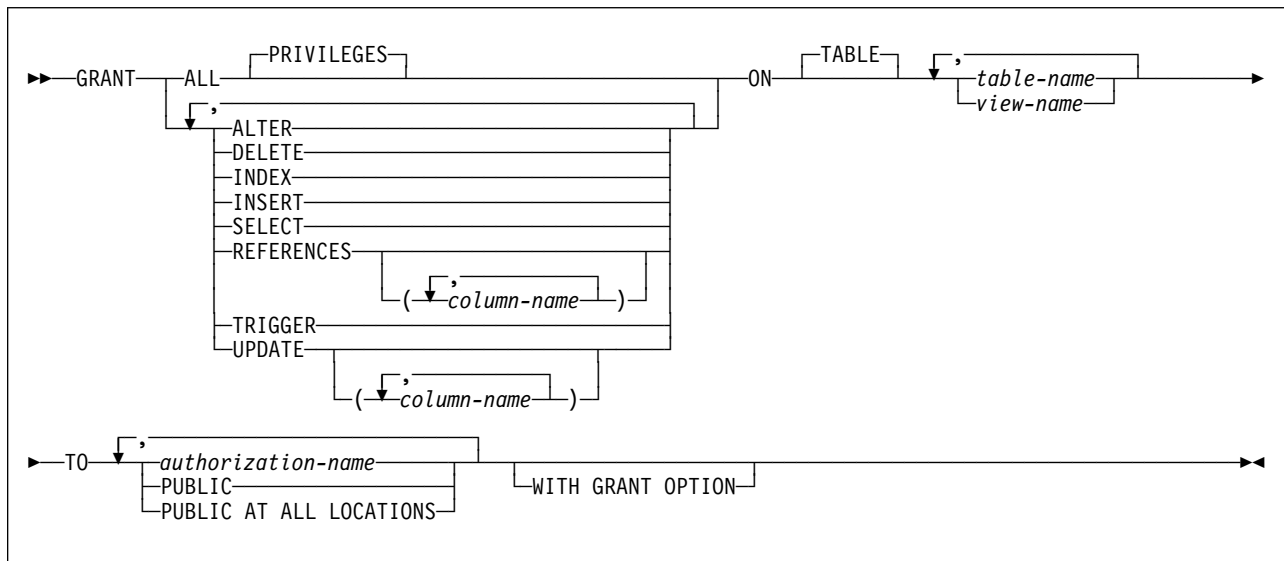 PRIVILEGES TABLE ,
GRANT ALL ON table-name
, view-name
ALTER
DELETE
INDEX
INSERT
SELECT
REFERENCES
,
( column-name )
TRIGGER
UPDATE
,
( column-name )
,
TO authorization-name
PUBLIC WITH GRANT OPTION
PUBLIC AT ALL LOCATIONS